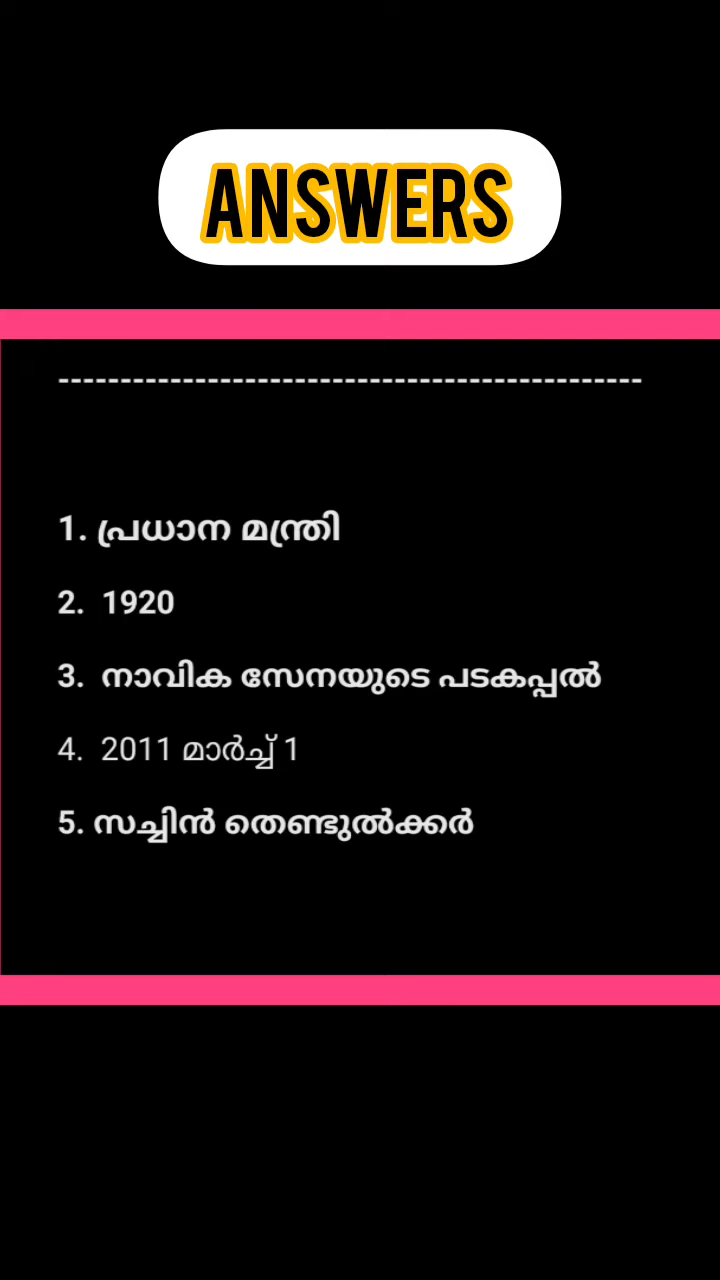 ANSWERS
-----------------------------------------------
1. പ്രധാന മന്ത്രി
2. 1920
3. നാവിക സേനയുടെ പടകപ്പൽ
4. 2011 മാർച്ച് 1
5. സച്ചിൻ തെണ്ടുൽക്കർ